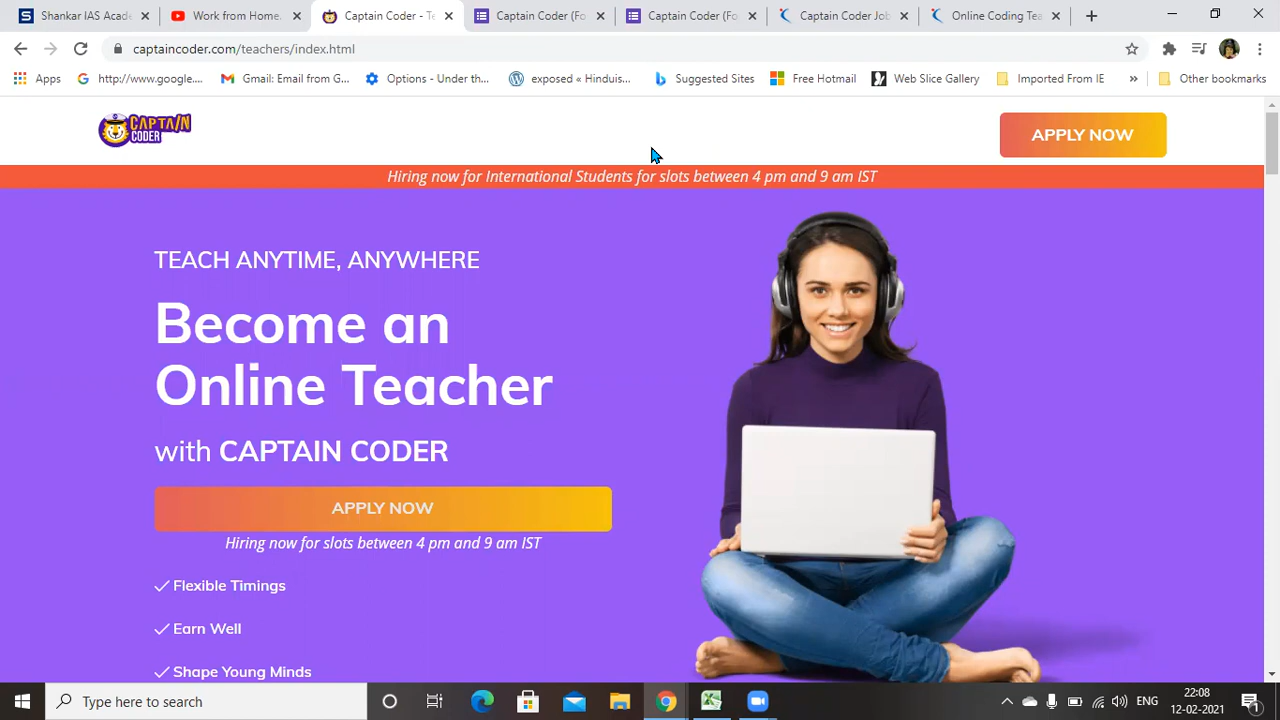 Shankar IAS Acade
Work from Home.
Captain Coder - Te
Captain Coder (Fo
Captain Coder (Fo
Captain Coder Job
Online Coding Tea
captaincoder.com/teachers/index.html
Apps
http://www.google....
Gmail: Email from G...
Options - Under th...
exposed « Hinduis...
Suggested Sites
Free Hotmail
Web Slice Gallery
Imported From IE
»
Other bookmarks
CAPTAIN
CODER
APPLY NOW
Hiring now for International Students for slots between 4 pm and 9 am IST
TEACH ANYTIME, ANYWHERE
Become an
Online Teacher
with CAPTAIN CODER
APPLY NOW
Hiring now for slots between 4 pm and 9 am IST
Flexible Timings
Earn Well
Shape Young Minds
Type here to search
ENG
22:08
12-02-2021
1